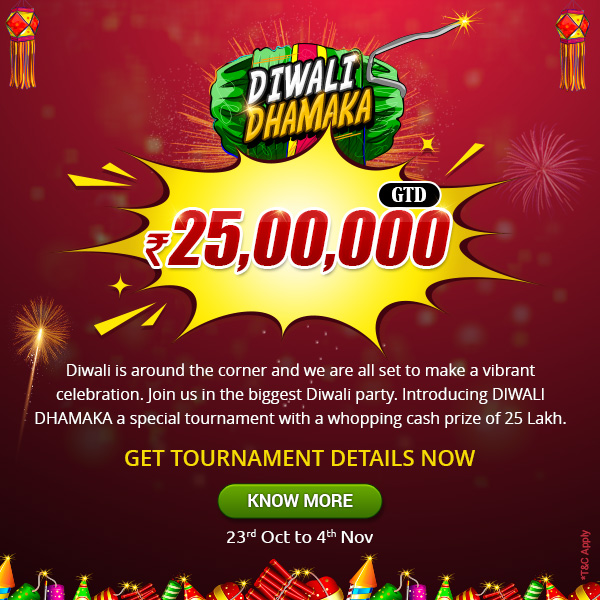 DIWALI
DHAMAKA
GTD
₹25,00,000
Diwali is around the corner and we are all set to make a vibrant
celebration. Join us in the biggest Diwali party. Introducing DIWALI
DHAMAKA a special tournament with a whopping cash prize of 25 Lakh.
GET TOURNAMENT DETAILS NOW
KNOW MORE
23rd Oct to 4th Nov
*T&C Apply